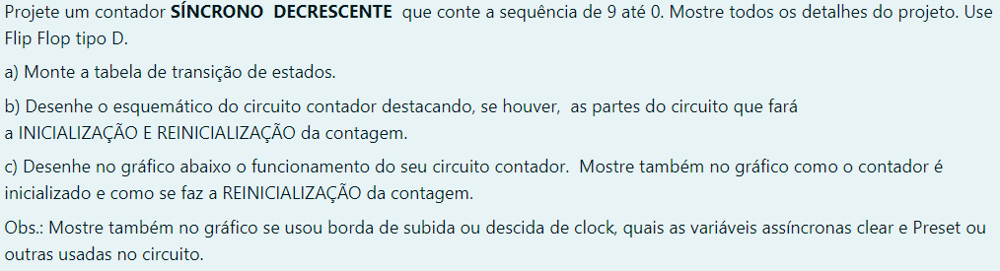 Projete um contador SÍNCRONO DECRESCENTE que conte a sequência de 9 até 0. Mostre todos os detalhes do projeto. Use
Flip Flop tipo D.
a) Monte a tabela de transição de estados.
b) Desenhe o esquemático do circuito contador destacando, se houver, as partes do circuito que fará
a INICIALIZAÇÃO E REINICIALIZAÇÃO da contagem.
c) Desenhe no gráfico abaixo o funcionamento do seu circuito contador. Mostre também no gráfico como o contador é
inicializado e como se faz a REINICIALIZAÇÃO da contagem.
Obs.: Mostre também no gráfico se usou borda de subida ou descida de clock, quais as variáveis assíncronas clear e Preset ou
outras usadas no circuito.